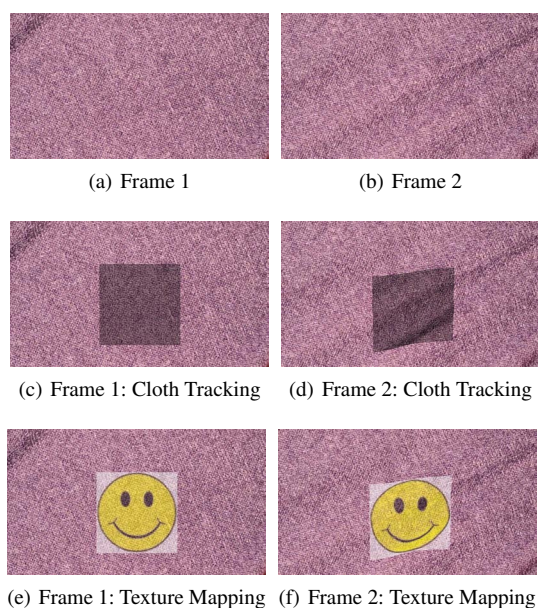 (a) Frame 1
(b) Frame 2
(c) Frame 1: Cloth Tracking
(d) Frame 2: Cloth Tracking
(e) Frame 1: Texture Mapping
(f) Frame 2: Texture Mapping